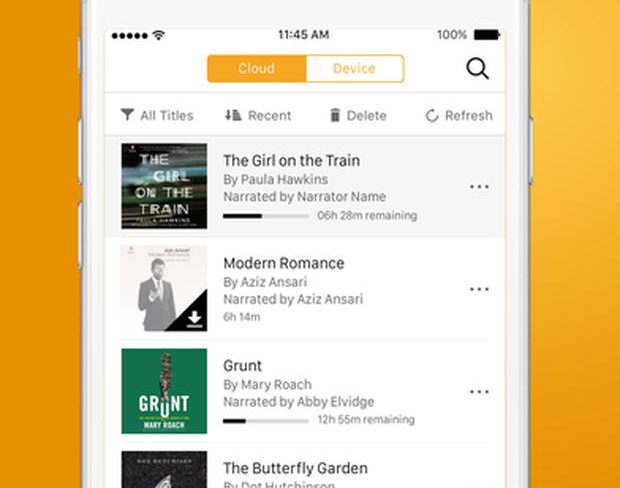 11:45 AM
100%
Cloud
Device
All Titles
Recent
Delete
Refresh
THE
GIRL
ON THE
TRAIN
PAULA HAWKINS
The Girl on the Train
By Paula Hawkins
Narrated by Narrator Name
06h 28m remaining
Aziz Ansari
Modern Romance
Modern Romance
By Aziz Ansari
Narrated by Aziz Ansari
6h 14m
GRUNT
MARY ROACH
Grunt
By Mary Roach
Narrated by Abby Elvidge
12h 55m remaining
DOT HUTCHISON
The Butterfly Garden
By Dot Hutchinson